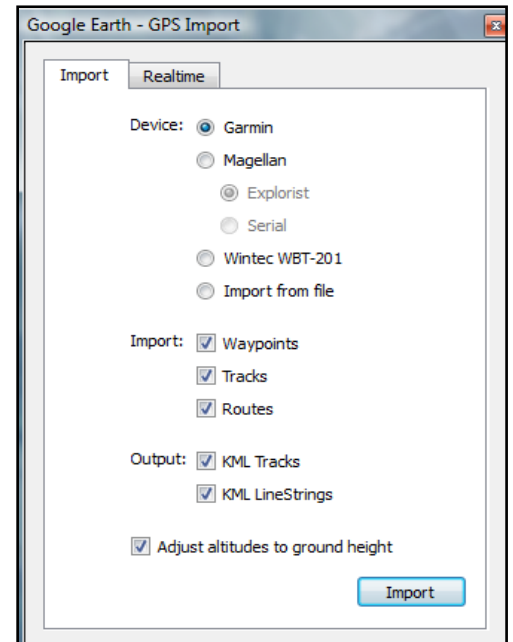 Google Earth - GPS Import
Import Realtime
Device: Garmin
Magellan
Explorist
Serial
Wintec WBT-201
Import from file
Import: Waypoints
Tracks
Routes
Output: KML Tracks
KML LineStrings
Adjust altitudes to ground height
Import